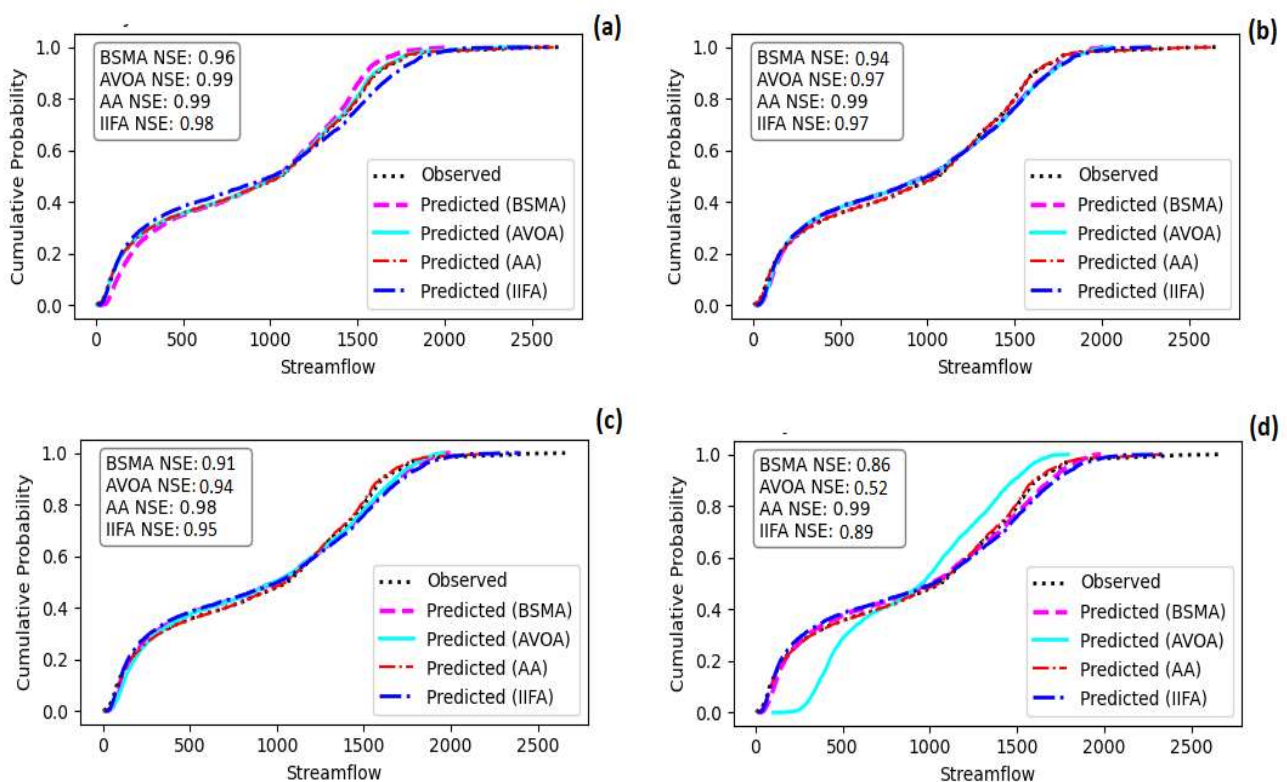 (a)
BSMA NSE: 0.96
AVOA NSE: 0.99
AA NSE: 0.99
IIFA NSE: 0.98
Cumulative Probability
1.0
0.8
0.6
0.4
0.2
0.0
Observed
Predicted (BSMA)
Predicted (AVOA)
Predicted (AA)
Predicted (IIFA)
0 500 1000 1500 2000 2500
Streamflow
(b)
BSMA NSE: 0.94
AVOA NSE: 0.97
AA NSE: 0.99
IIFA NSE: 0.97
Cumulative Probability
1.0
0.8
0.6
0.4
0.2
0.0
Observed
Predicted (BSMA)
Predicted (AVOA)
Predicted (AA)
Predicted (IIFA)
0 500 1000 1500 2000 2500
Streamflow
(c)
BSMA NSE: 0.91
AVOA NSE: 0.94
AA NSE: 0.98
IIFA NSE: 0.95
Cumulative Probability
1.0
0.8
0.6
0.4
0.2
0.0
Observed
Predicted (BSMA)
Predicted (AVOA)
Predicted (AA)
Predicted (IIFA)
0 500 1000 1500 2000 2500
Streamflow
(d)
BSMA NSE: 0.86
AVOA NSE: 0.52
AA NSE: 0.99
IIFA NSE: 0.89
Cumulative Probability
1.0
0.8
0.6
0.4
0.2
0.0
Observed
Predicted (BSMA)
Predicted (AVOA)
Predicted (AA)
Predicted (IIFA)
0 500 1000 1500 2000 2500
Streamflow